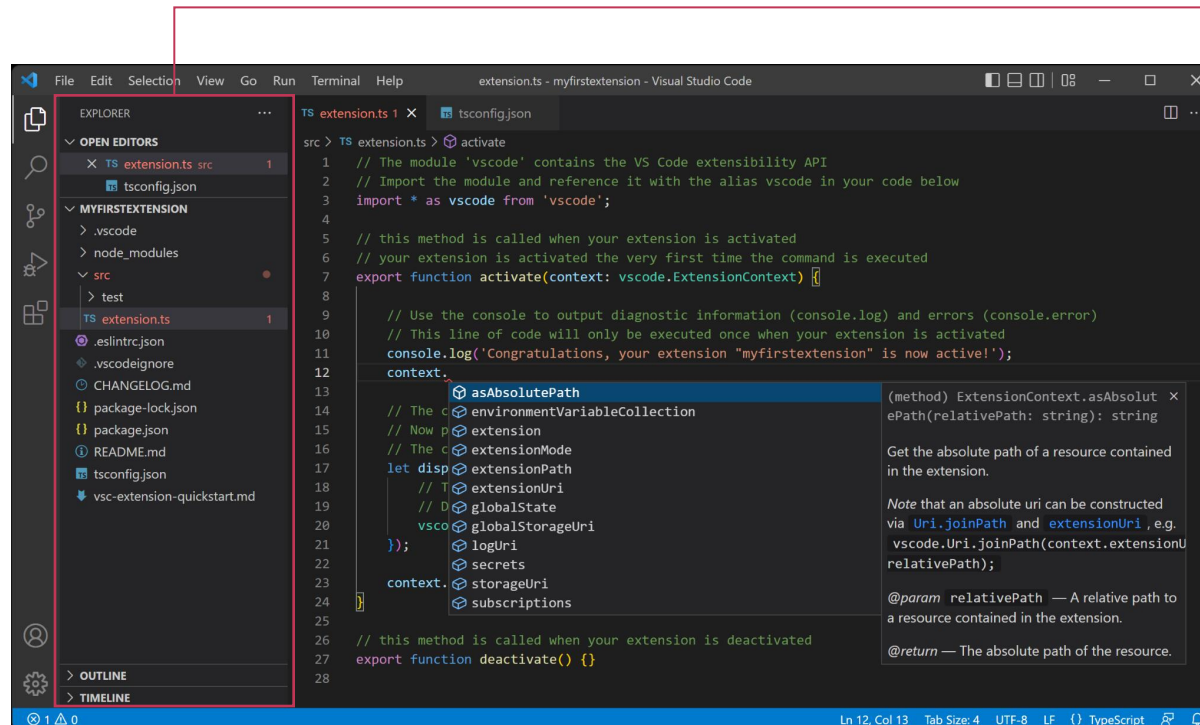 File Edit Selection View Go Run Terminal Help extension.ts - myfirstextension - Visual Studio Code
EXPLORER
OPEN EDITORS
TS extension.ts src 1
TS tsconfig.json
MYFIRSTEXTENSION
.vscode
node_modules
src
test
TS extension.ts 1
.eslintrc.json
.vscodeignore
CHANGELOG.md
{} package-lock.json
{} package.json
README.md
TS tsconfig.json
vsc-extension-quickstart.md
OUTLINE
TIMELINE
TS extension.ts 1 TS tsconfig.json
src > TS extension.ts > activate
1 // The module 'vscode' contains the VS Code extensibility API
2 // Import the module and reference it with the alias vscode in your code below
3 import * as vscode from 'vscode';
4
5 // this method is called when your extension is activated
6 // your extension is activated the very first time the command is executed
7 export function activate(context: vscode.ExtensionContext) {
8
9 // Use the console to output diagnostic information (console.log) and errors (console.error)
10 // This line of code will only be executed once when your extension is activated
11 console.log('Congratulations, your extension "myfirstextension" is now active!');
12 context.
13
14 // The c
15 // Now p
16 // The c
17 let disp
18 // T
19 // D
20 vsco
21 });
22
23 context.
24 }
25
26 // this method is called when your extension is deactivated
27 export function deactivate() {}
28
asAbsolutePath
environmentVariableCollection
extension
extensionMode
extensionPath
extensionUri
globalState
globalStorageUri
logUri
secrets
storageUri
subscriptions
(method) ExtensionContext.asAbsolut
ePath(relativePath: string): string
Get the absolute path of a resource contained
in the extension.
Note that an absolute uri can be constructed
via Uri.joinPath and extensionUri , e.g.
vscode.Uri.joinPath(context.extensionU
relativePath);
@param relativePath — A relative path to
a resource contained in the extension.
@return — The absolute path of the resource.
1 0 Ln 12, Col 13 Tab Size: 4 UTF-8 LF {} TypeScript